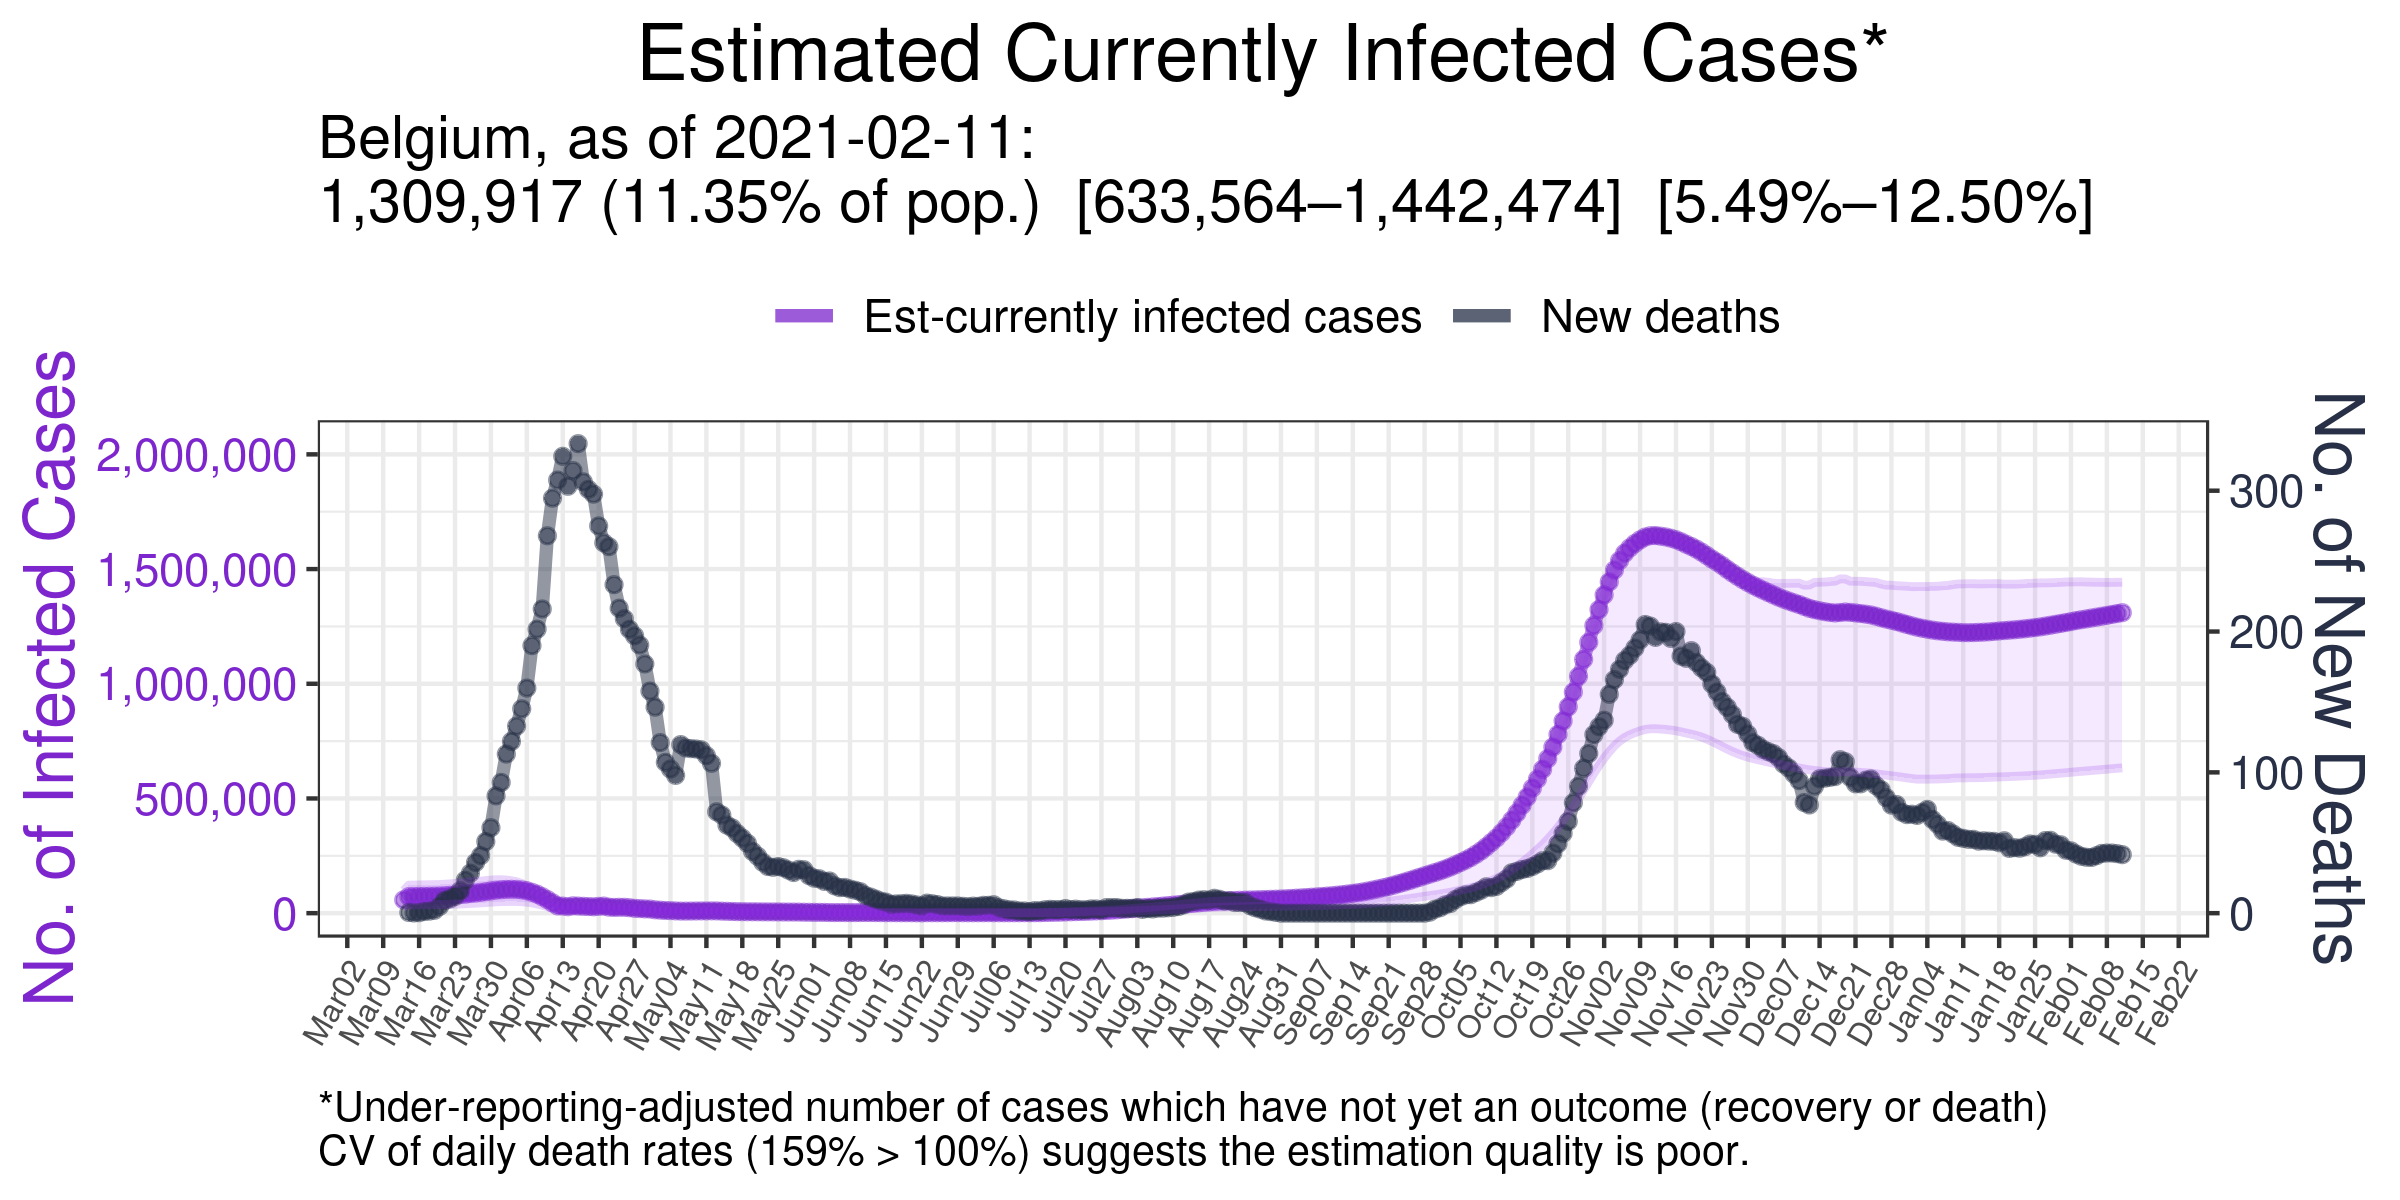 Estimated Currently Infected Cases*
Belgium, as of 2021-02-11:
1,309,917 (11.35% of pop.) [633,564–1,442,474] [5.49%–12.50%]
Est-currently infected cases
New deaths
No. of Infected Cases
2,000,000
1,500,000
1,000,000
500,000
0
No. of New Deaths
300
200
100
0
Mar02
Mar09
Mar16
Mar23
Mar30
Apr06
Apr13
Apr20
Apr27
May04
May11
May18
May25
Jun01
Jun08
Jun15
Jun22
Jun29
Jul06
Jul13
Jul20
Jul27
Aug03
Aug10
Aug17
Aug24
Aug31
Sep07
Sep14
Sep21
Sep28
Oct05
Oct12
Oct19
Oct26
Nov02
Nov09
Nov16
Nov23
Nov30
Dec07
Dec14
Dec21
Dec28
Jan04
Jan11
Jan18
Jan25
Feb01
Feb08
Feb15
Feb22
*Under-reporting-adjusted number of cases which have not yet an outcome (recovery or death)
CV of daily death rates (159% > 100%) suggests the estimation quality is poor.